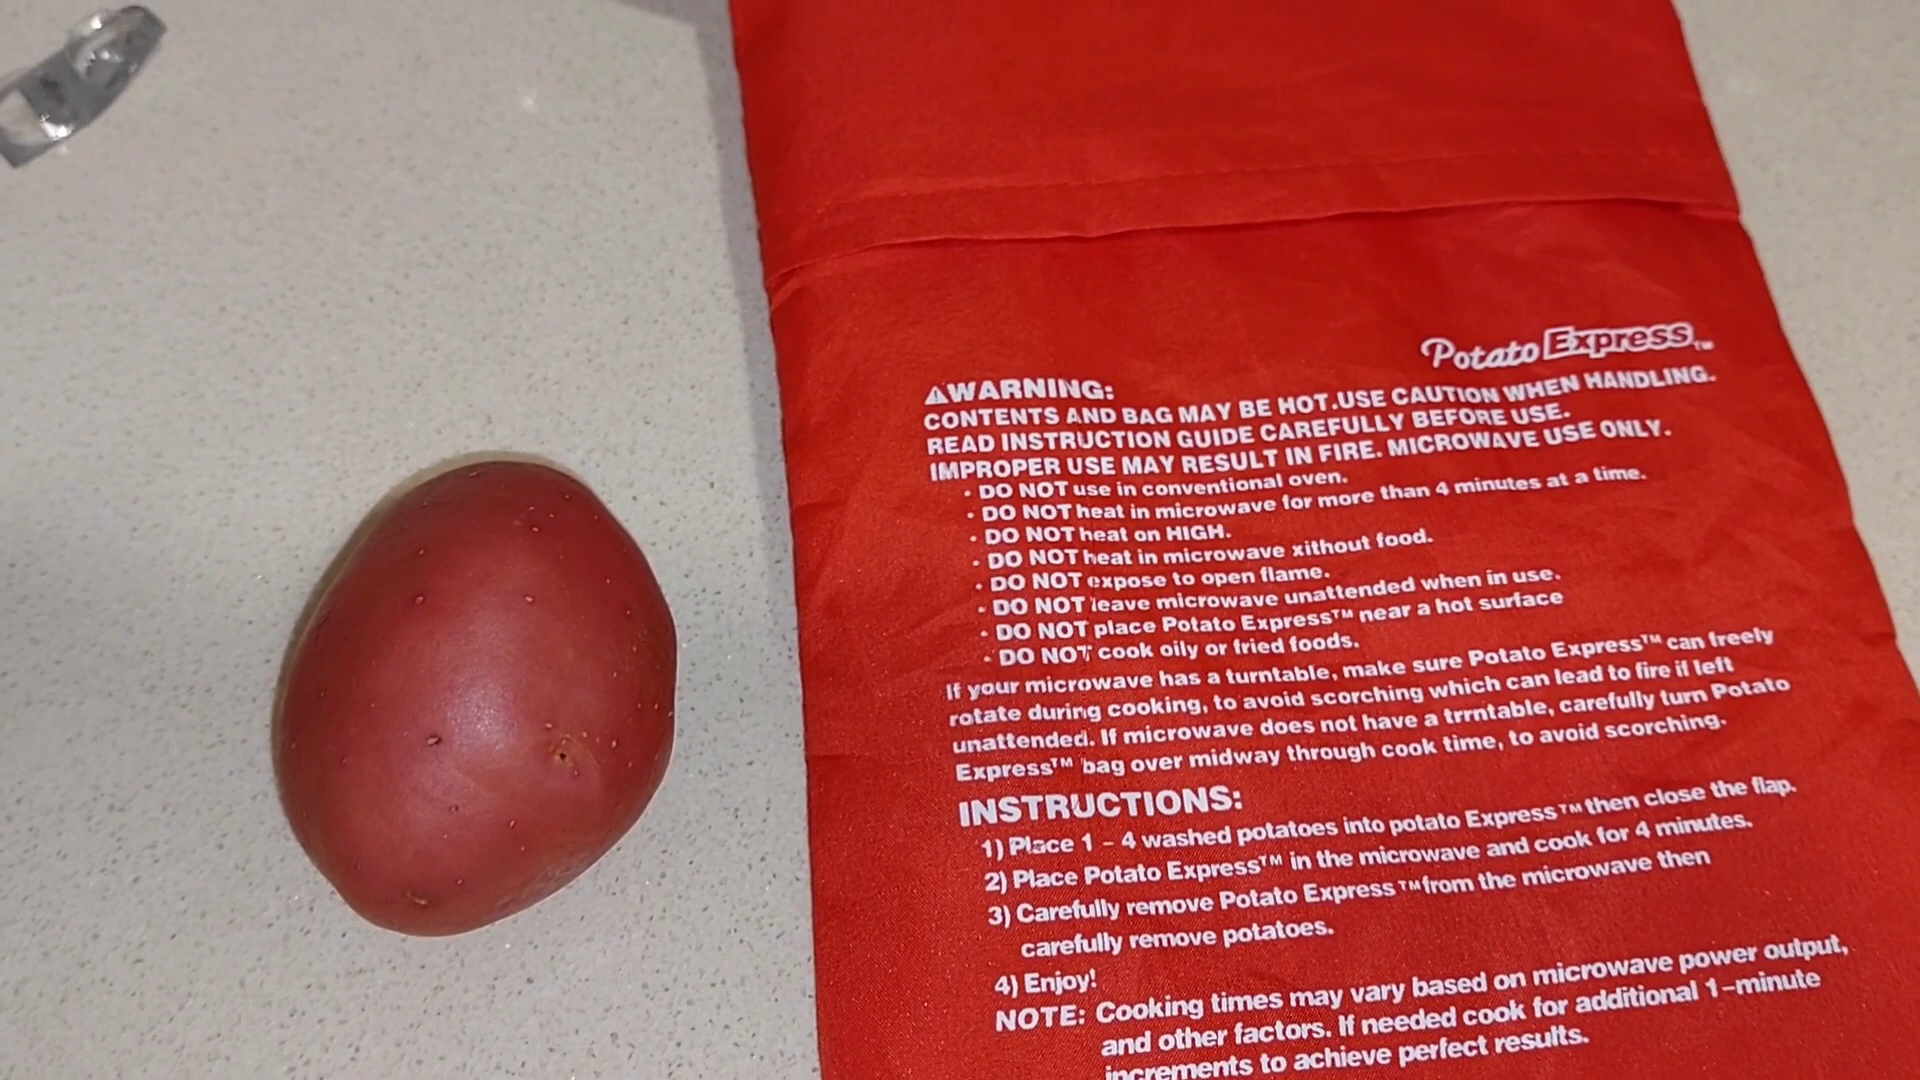 Potato Express™
⚠WARNING:
CONTENTS AND BAG MAY BE HOT.USE CAUTION WHEN HANDLING.
READ INSTRUCTION GUIDE CAREFULLY BEFORE USE.
IMPROPER USE MAY RESULT IN FIRE. MICROWAVE USE ONLY.
• DO NOT use in conventional oven.
• DO NOT heat in microwave for more than 4 minutes at a time.
• DO NOT heat on HIGH.
• DO NOT heat in microwave xithout food.
• DO NOT expose to open flame.
• DO NOT leave microwave unattended when in use.
• DO NOT place Potato Express™ near a hot surface
• DO NOT cook oily or fried foods.
If your microwave has a turntable, make sure Potato Express™ can freely
rotate during cooking, to avoid scorching which can lead to fire if left
unattended. If microwave does not have a trrntable, carefully turn Potato
Express™ bag over midway through cook time, to avoid scorching.
INSTRUCTIONS:
1) Place 1 - 4 washed potatoes into potato Express™ then close the flap.
2) Place Potato Express™ in the microwave and cook for 4 minutes.
3) Carefully remove Potato Express™ from the microwave then
carefully remove potatoes.
4) Enjoy!
NOTE: Cooking times may vary based on microwave power output,
and other factors. If needed cook for additional 1-minute
increments to achieve perfect results.